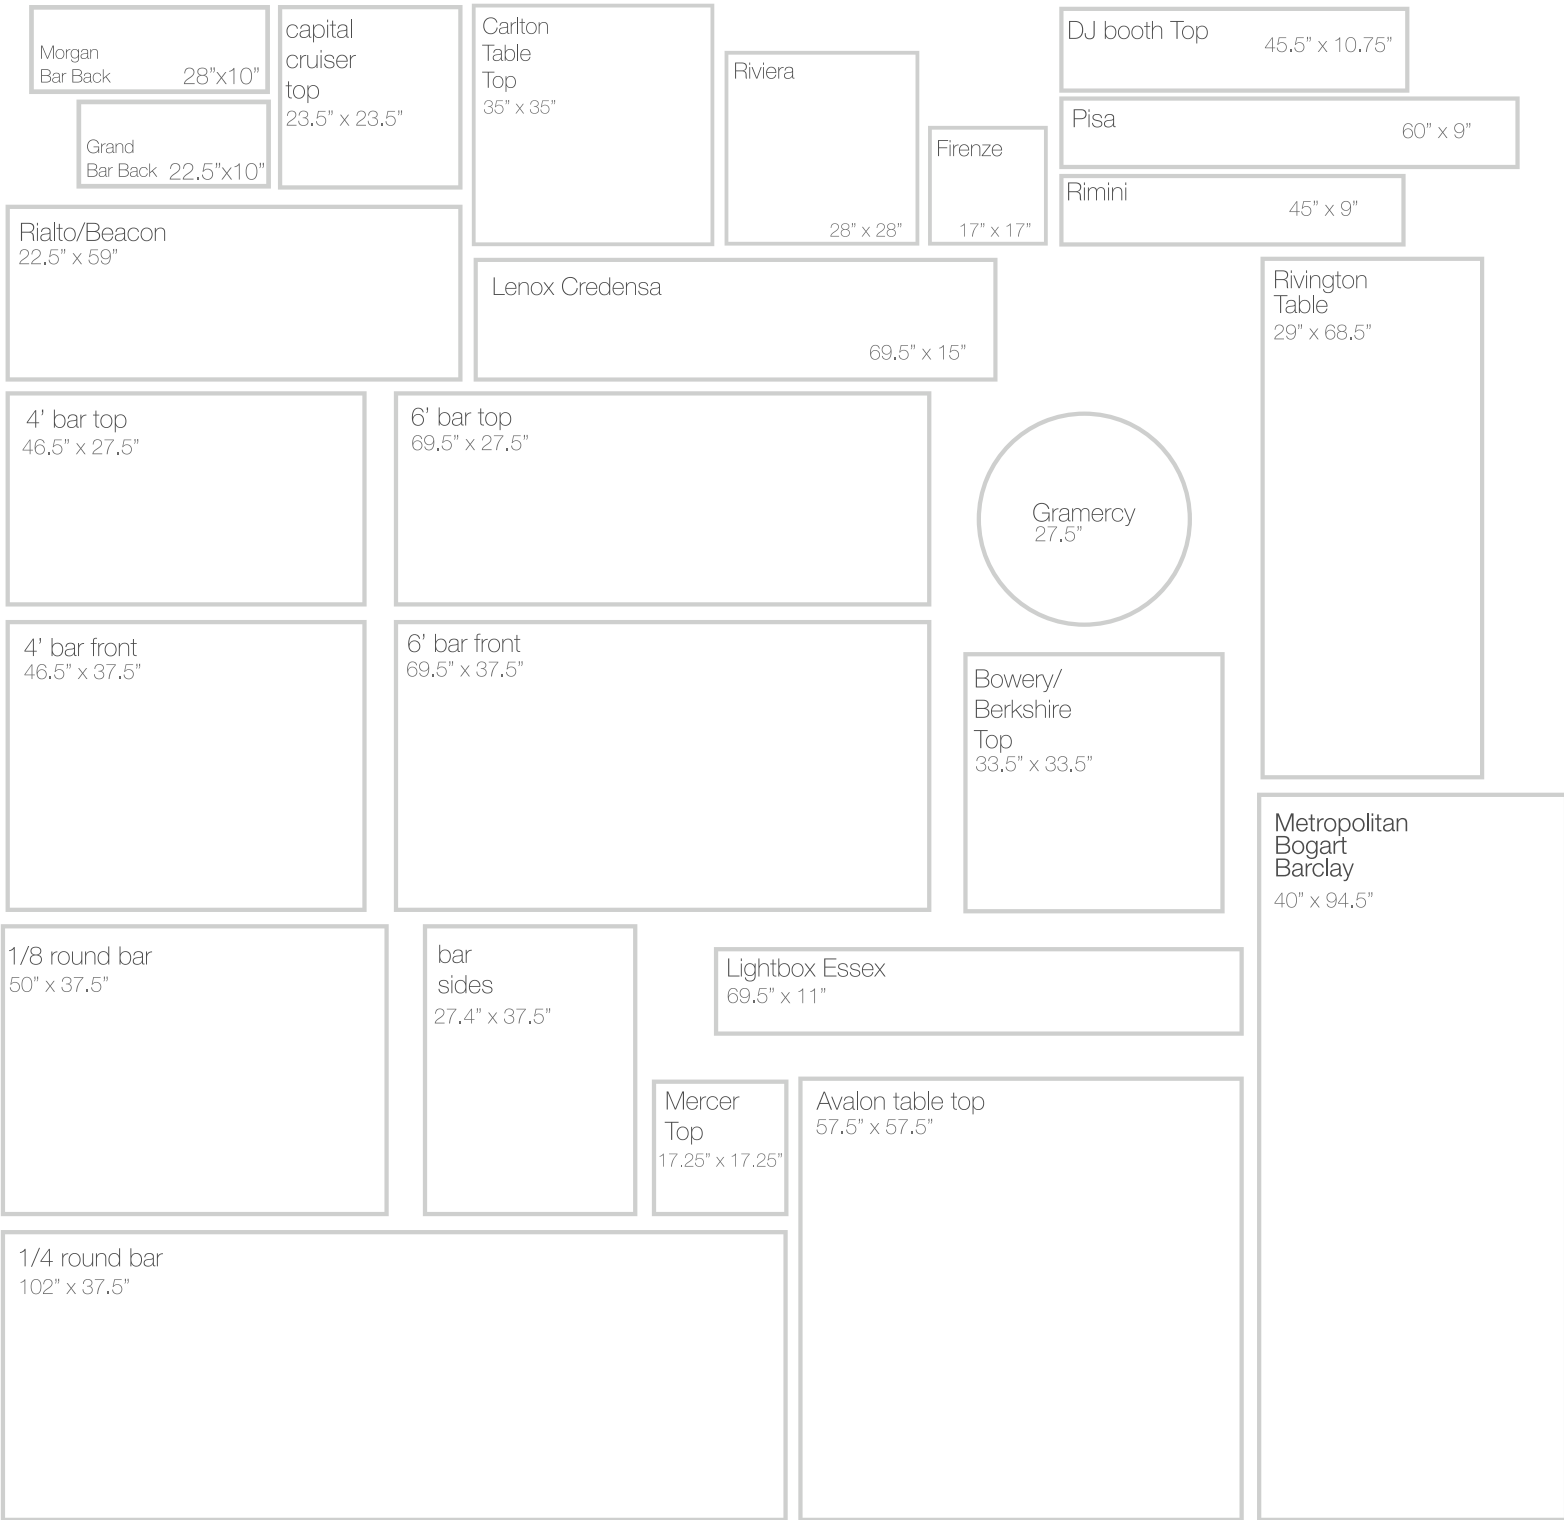 Morgan
Bar Back 28”x10”
Grand
Bar Back 22.5”x10”
capital
cruiser
top
23.5” x 23.5”
Carlton
Table
Top
35” x 35”
Riviera
28” x 28”
Firenze
17” x 17”
DJ booth Top 45.5” x 10.75”
Pisa
60” x 9”
Rimini
45” x 9”
Rialto/Beacon
22.5” x 59”
Lenox Credensa
69.5” x 15”
Rivington
Table
29” x 68.5”
4’ bar top
46.5” x 27.5”
6’ bar top
69.5” x 27.5”
Gramercy
27.5”
4’ bar front
46.5” x 37.5”
6’ bar front
69.5” x 37.5”
Bowery/
Berkshire
Top
33.5” x 33.5”
Metropolitan
Bogart
Barclay
40” x 94.5”
1/8 round bar
50” x 37.5”
bar
sides
27.4” x 37.5”
Lightbox Essex
69.5” x 11”
Mercer
Top
17.25” x 17.25”
Avalon table top
57.5” x 57.5”
1/4 round bar
102” x 37.5”